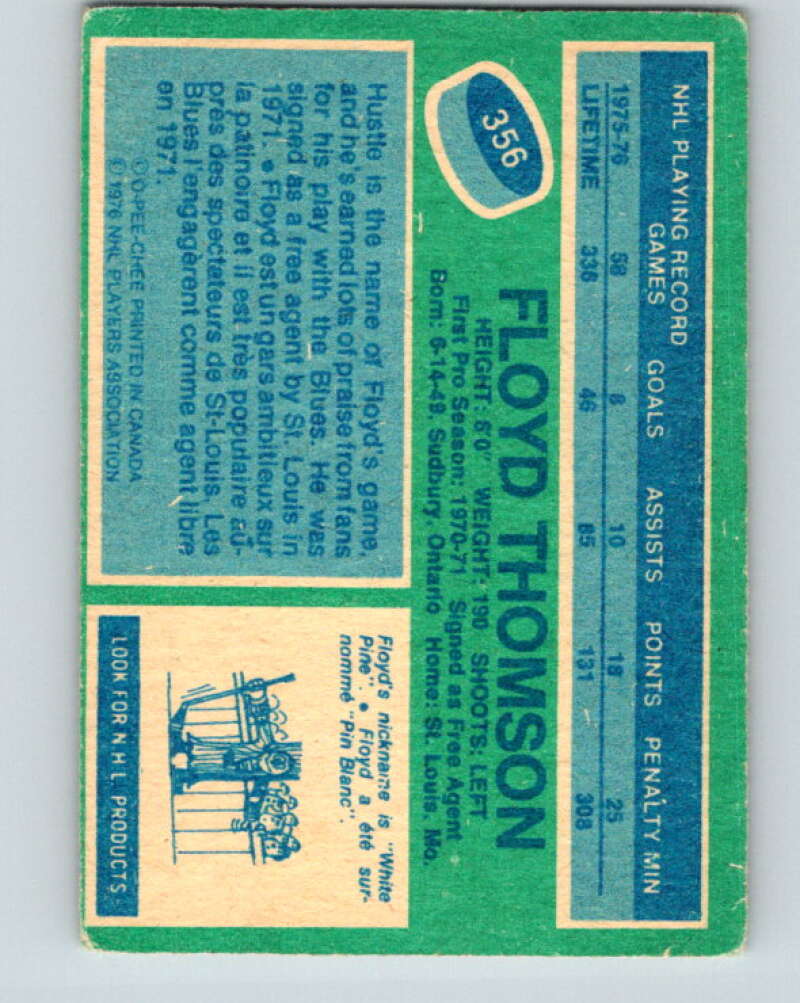 356
NHL PLAYING RECORD
GAMES GOALS ASSISTS POINTS PENALTY MIN
1975-76 58 8 10 18 25
LIFETIME 336 46 85 131 308
FLOYD THOMSON
HEIGHT: 6'0" WEIGHT: 190 SHOOTS: LEFT
First Pro Season: 1970-71 Signed as Free Agent
Born: 6-14-49, Sudbury, Ontario Home: St. Louis, Mo.
Hustle is the name of Floyd's game,
and he's earned lots of praise from fans
for his play with the Blues. He was
signed as a free agent by St. Louis in
1971. • Floyd est un gars ambitieux sur
la patinoire et il est très populaire au-
près des spectateurs de St-Louis. Les
Blues l'engagèrent comme agent libre
en 1971.
© O-PEE-CHEE PRINTED IN CANADA
© 1976 NHL PLAYERS ASSOCIATION
Floyd's nickname is "White
Pine". • Floyd a été sur-
nommé "Pin Blanc".
LOOK FOR N H L PRODUCTS